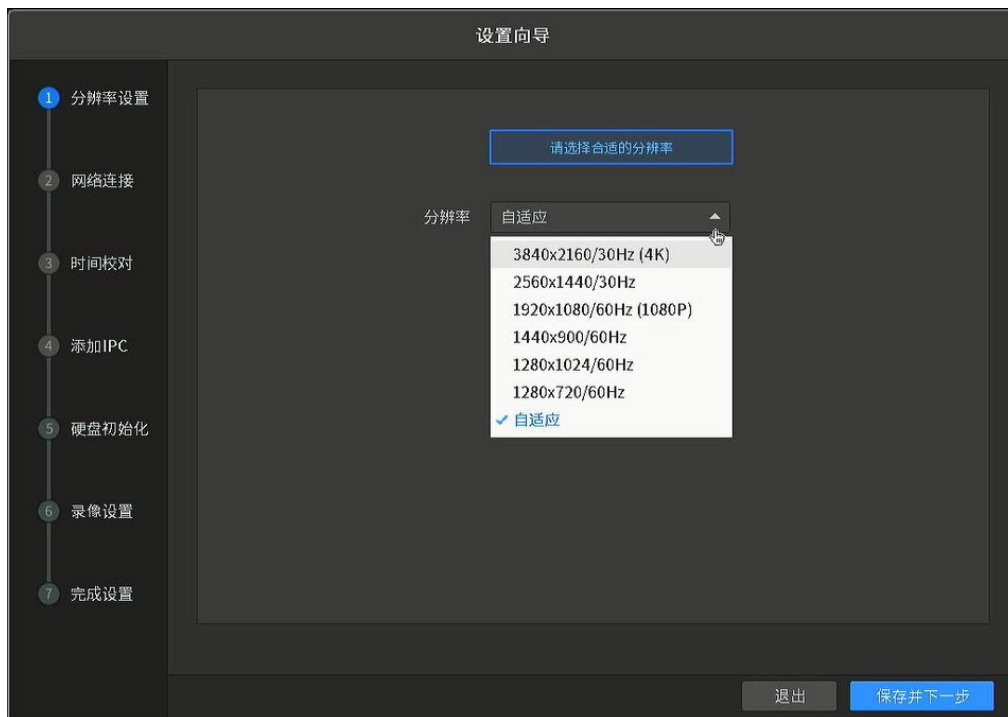 设置向导
1 分辨率设置
2 网络连接
3 时间校对
4 添加IPC
5 硬盘初始化
6 录像设置
7 完成设置
请选择合适的分辨率
分辨率 自适应
3840x2160/30Hz (4K)
2560x1440/30Hz
1920x1080/60Hz (1080P)
1440x900/60Hz
1280x1024/60Hz
1280x720/60Hz
自适应
退出 保存并下一步